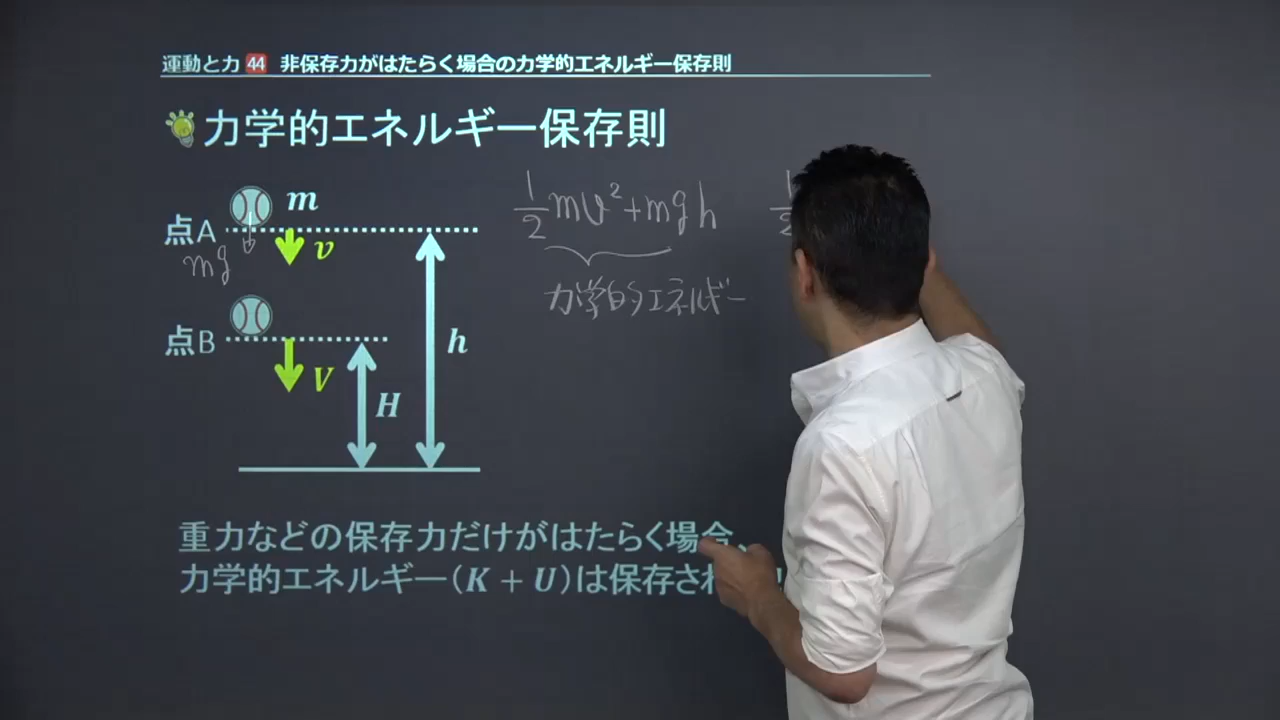 運動と力 44 非保存力がはたらく場合の力学的エネルギー保存則
力学的エネルギー保存則
m
点A
v
mg
点B
V
H
h
1/2 mv²+mgh
力学的エネルギー
重力などの保存力だけがはたらく場合、
力学的エネルギー(K + U)は保存され